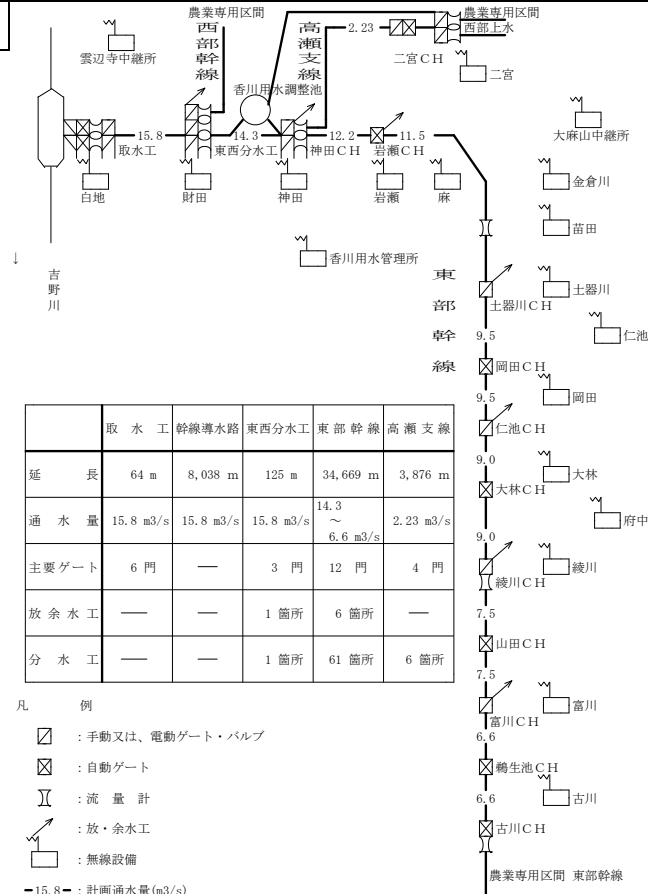 農業専用区間
西部幹線
高瀬支線
2.23
農業専用区間
西部上水
二宮CH
二宮
雲辺寺中継所
香川用水調整池
大麻山中継所
15.8
14.3
12.2
11.5
取水工
東西分水工
神田CH
岩瀬CH
白地
財田
神田
岩瀬
麻
金倉川
苗田
香川用水管理所
↓
吉野川
東部幹線
土器川CH
土器川
仁池
9.5
岡田CH
9.5
岡田
仁池CH
9.0
大林
大林CH
府中
9.0
綾川
綾川CH
7.5
山田CH
7.5
富川
富川CH
6.6
鵜生池CH
6.6
古川
古川CH
農業専用区間 東部幹線
取水工 幹線導水路 東西分水工 東部幹線 高瀬支線
延長 64 m 8,038 m 125 m 34,669 m 3,876 m
通水量 15.8 m3/s 15.8 m3/s 15.8 m3/s 14.3 ～ 6.6 m3/s 2.23 m3/s
主要ゲート 6 門 ― 3 門 12 門 4 門
放余水工 ― ― 1 箇所 6 箇所 ―
分水工 ― ― 1 箇所 61 箇所 6 箇所
凡例
：手動又は、電動ゲート・バルブ
：自動ゲート
：流量計
：放・余水工
：無線設備
15.8 ：計画通水量(m3/s)